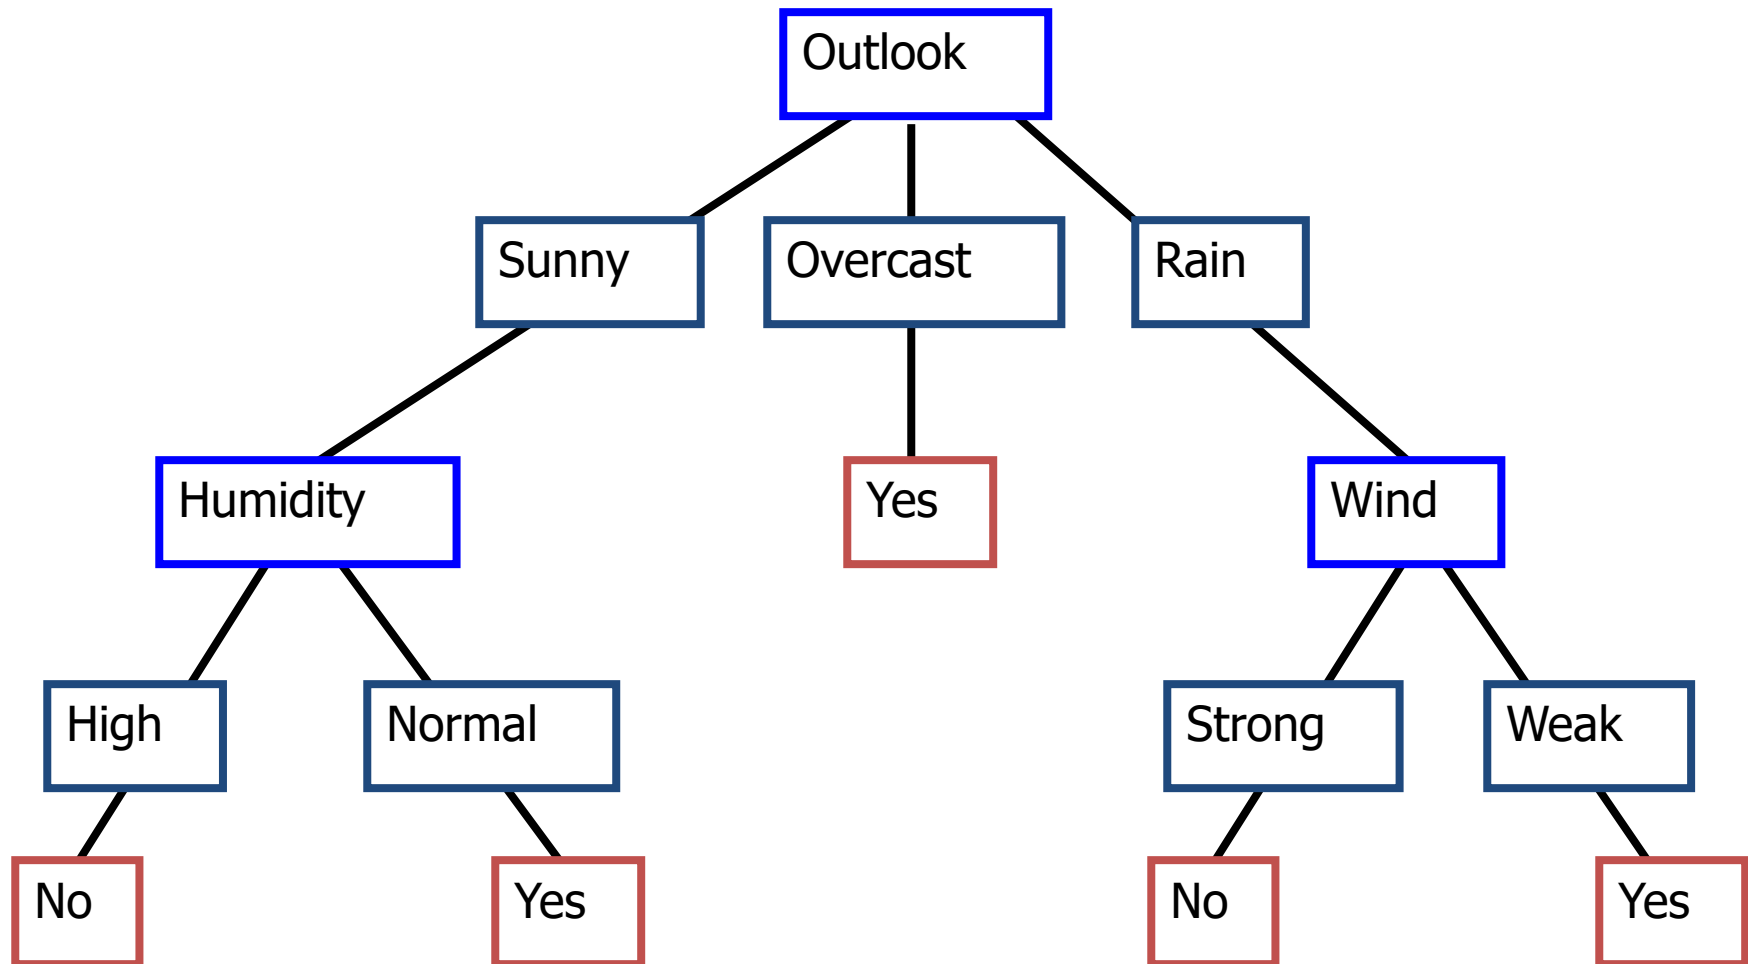 Outlook
Sunny
Overcast
Rain
Humidity
Yes
Wind
High
Normal
Strong
Weak
No
Yes
No
Yes